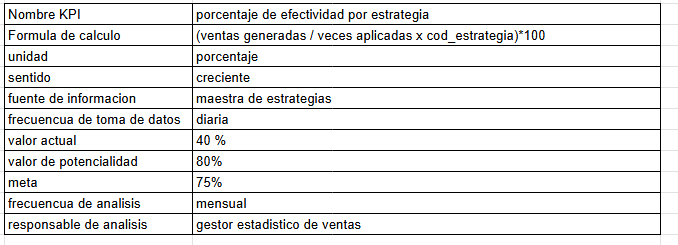 Nombre KPI porcentaje de efectividad por estrategia
Formula de calculo (ventas generadas / veces aplicadas x cod_estrategia)*100
unidad porcentaje
sentido creciente
fuente de informacion maestra de estrategias
frecuencua de toma de datos diaria
valor actual 40 %
valor de potencialidad 80%
meta 75%
frecuencua de analisis mensual
responsable de analisis gestor estadistico de ventas